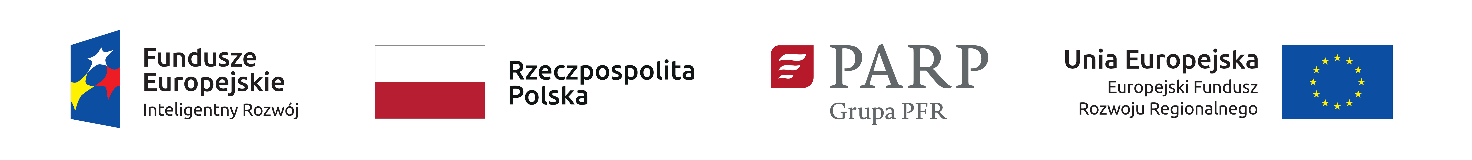 Fundusze
Europejskie
Inteligentny Rozwój
Rzeczpospolita
Polska
PARP
Grupa PFR
Unia Europejska
Europejski Fundusz
Rozwoju Regionalnego